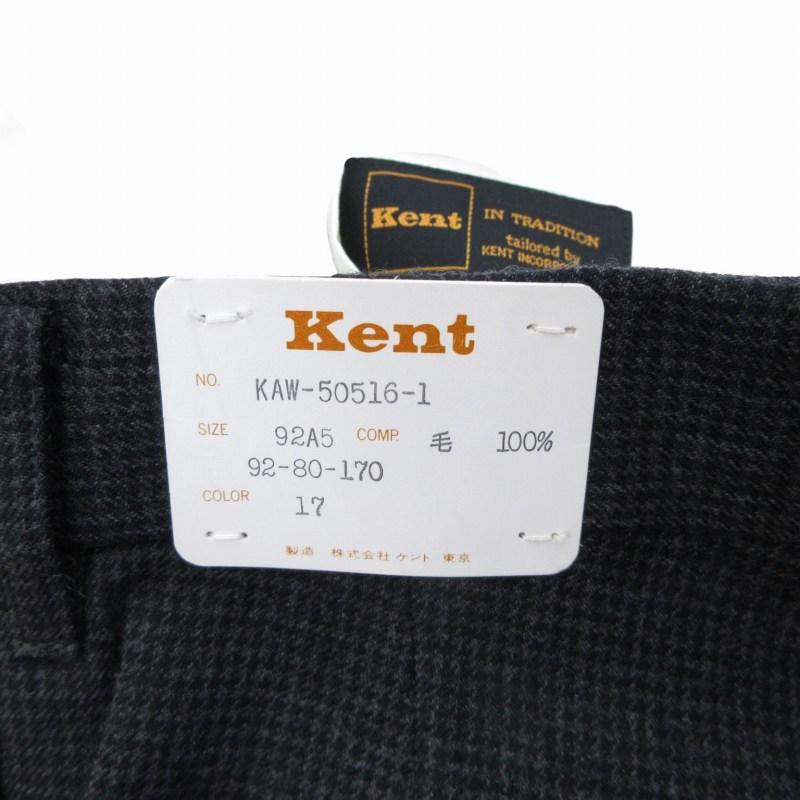 Kent
IN TRADITION
tailored by
KENT
Kent
NO. KAW-50516-1
SIZE 92A5 COMP. 毛 100%
92-80-170
COLOR 17
製造 株式会社ケント 東京